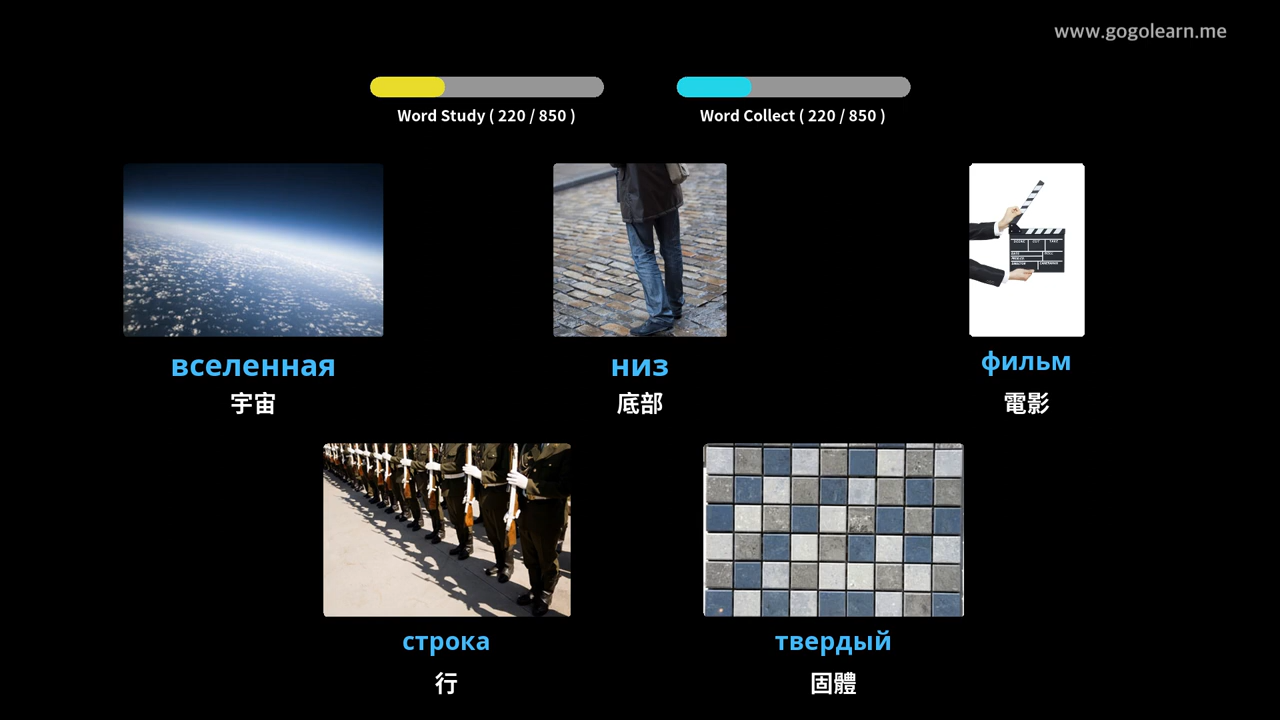 www.gogolearn.me
Word Study ( 220 / 850 )
Word Collect ( 220 / 850 )
вселенная
宇宙
низ
底部
фильм
電影
строка
行
твердый
固體